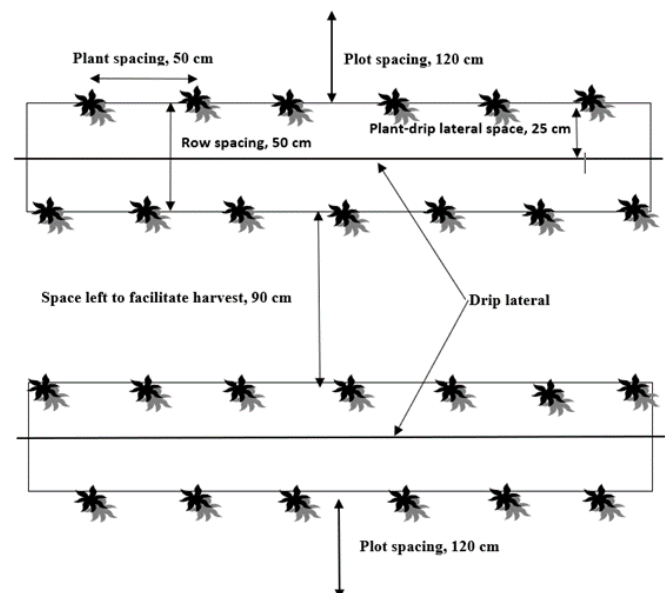 Plant spacing, 50 cm
Plot spacing, 120 cm
Plant-drip lateral space, 25 cm
Row spacing, 50 cm
Space left to facilitate harvest, 90 cm
Drip lateral
Plot spacing, 120 cm